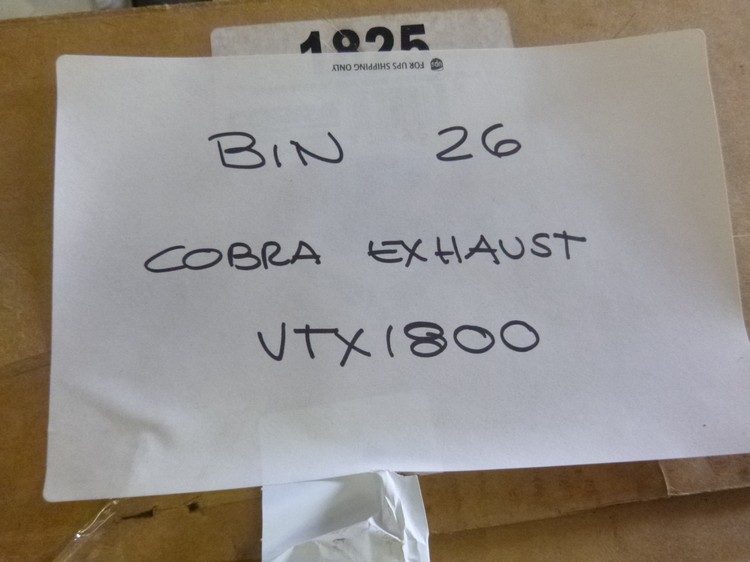 1825
FOR UPS SHIPPING ONLY
BIN 26
COBRA EXHAUST
VTX1800